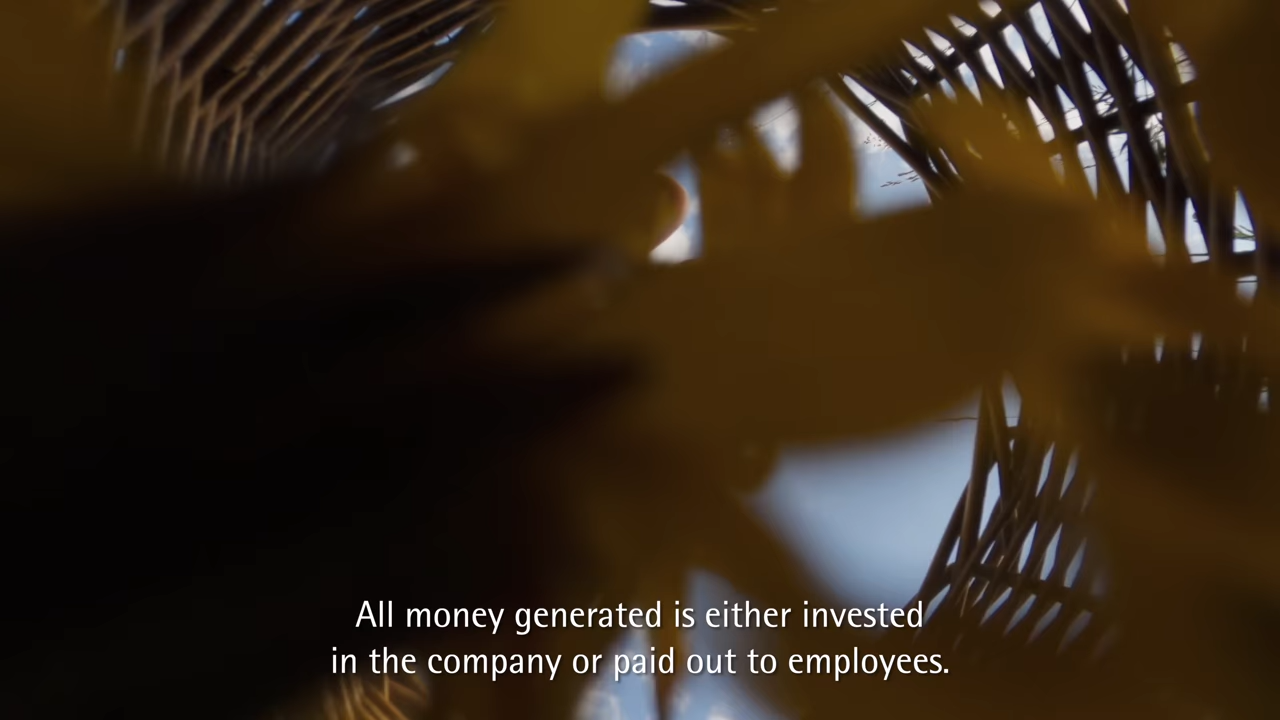 All money generated is either invested
in the company or paid out to employees.